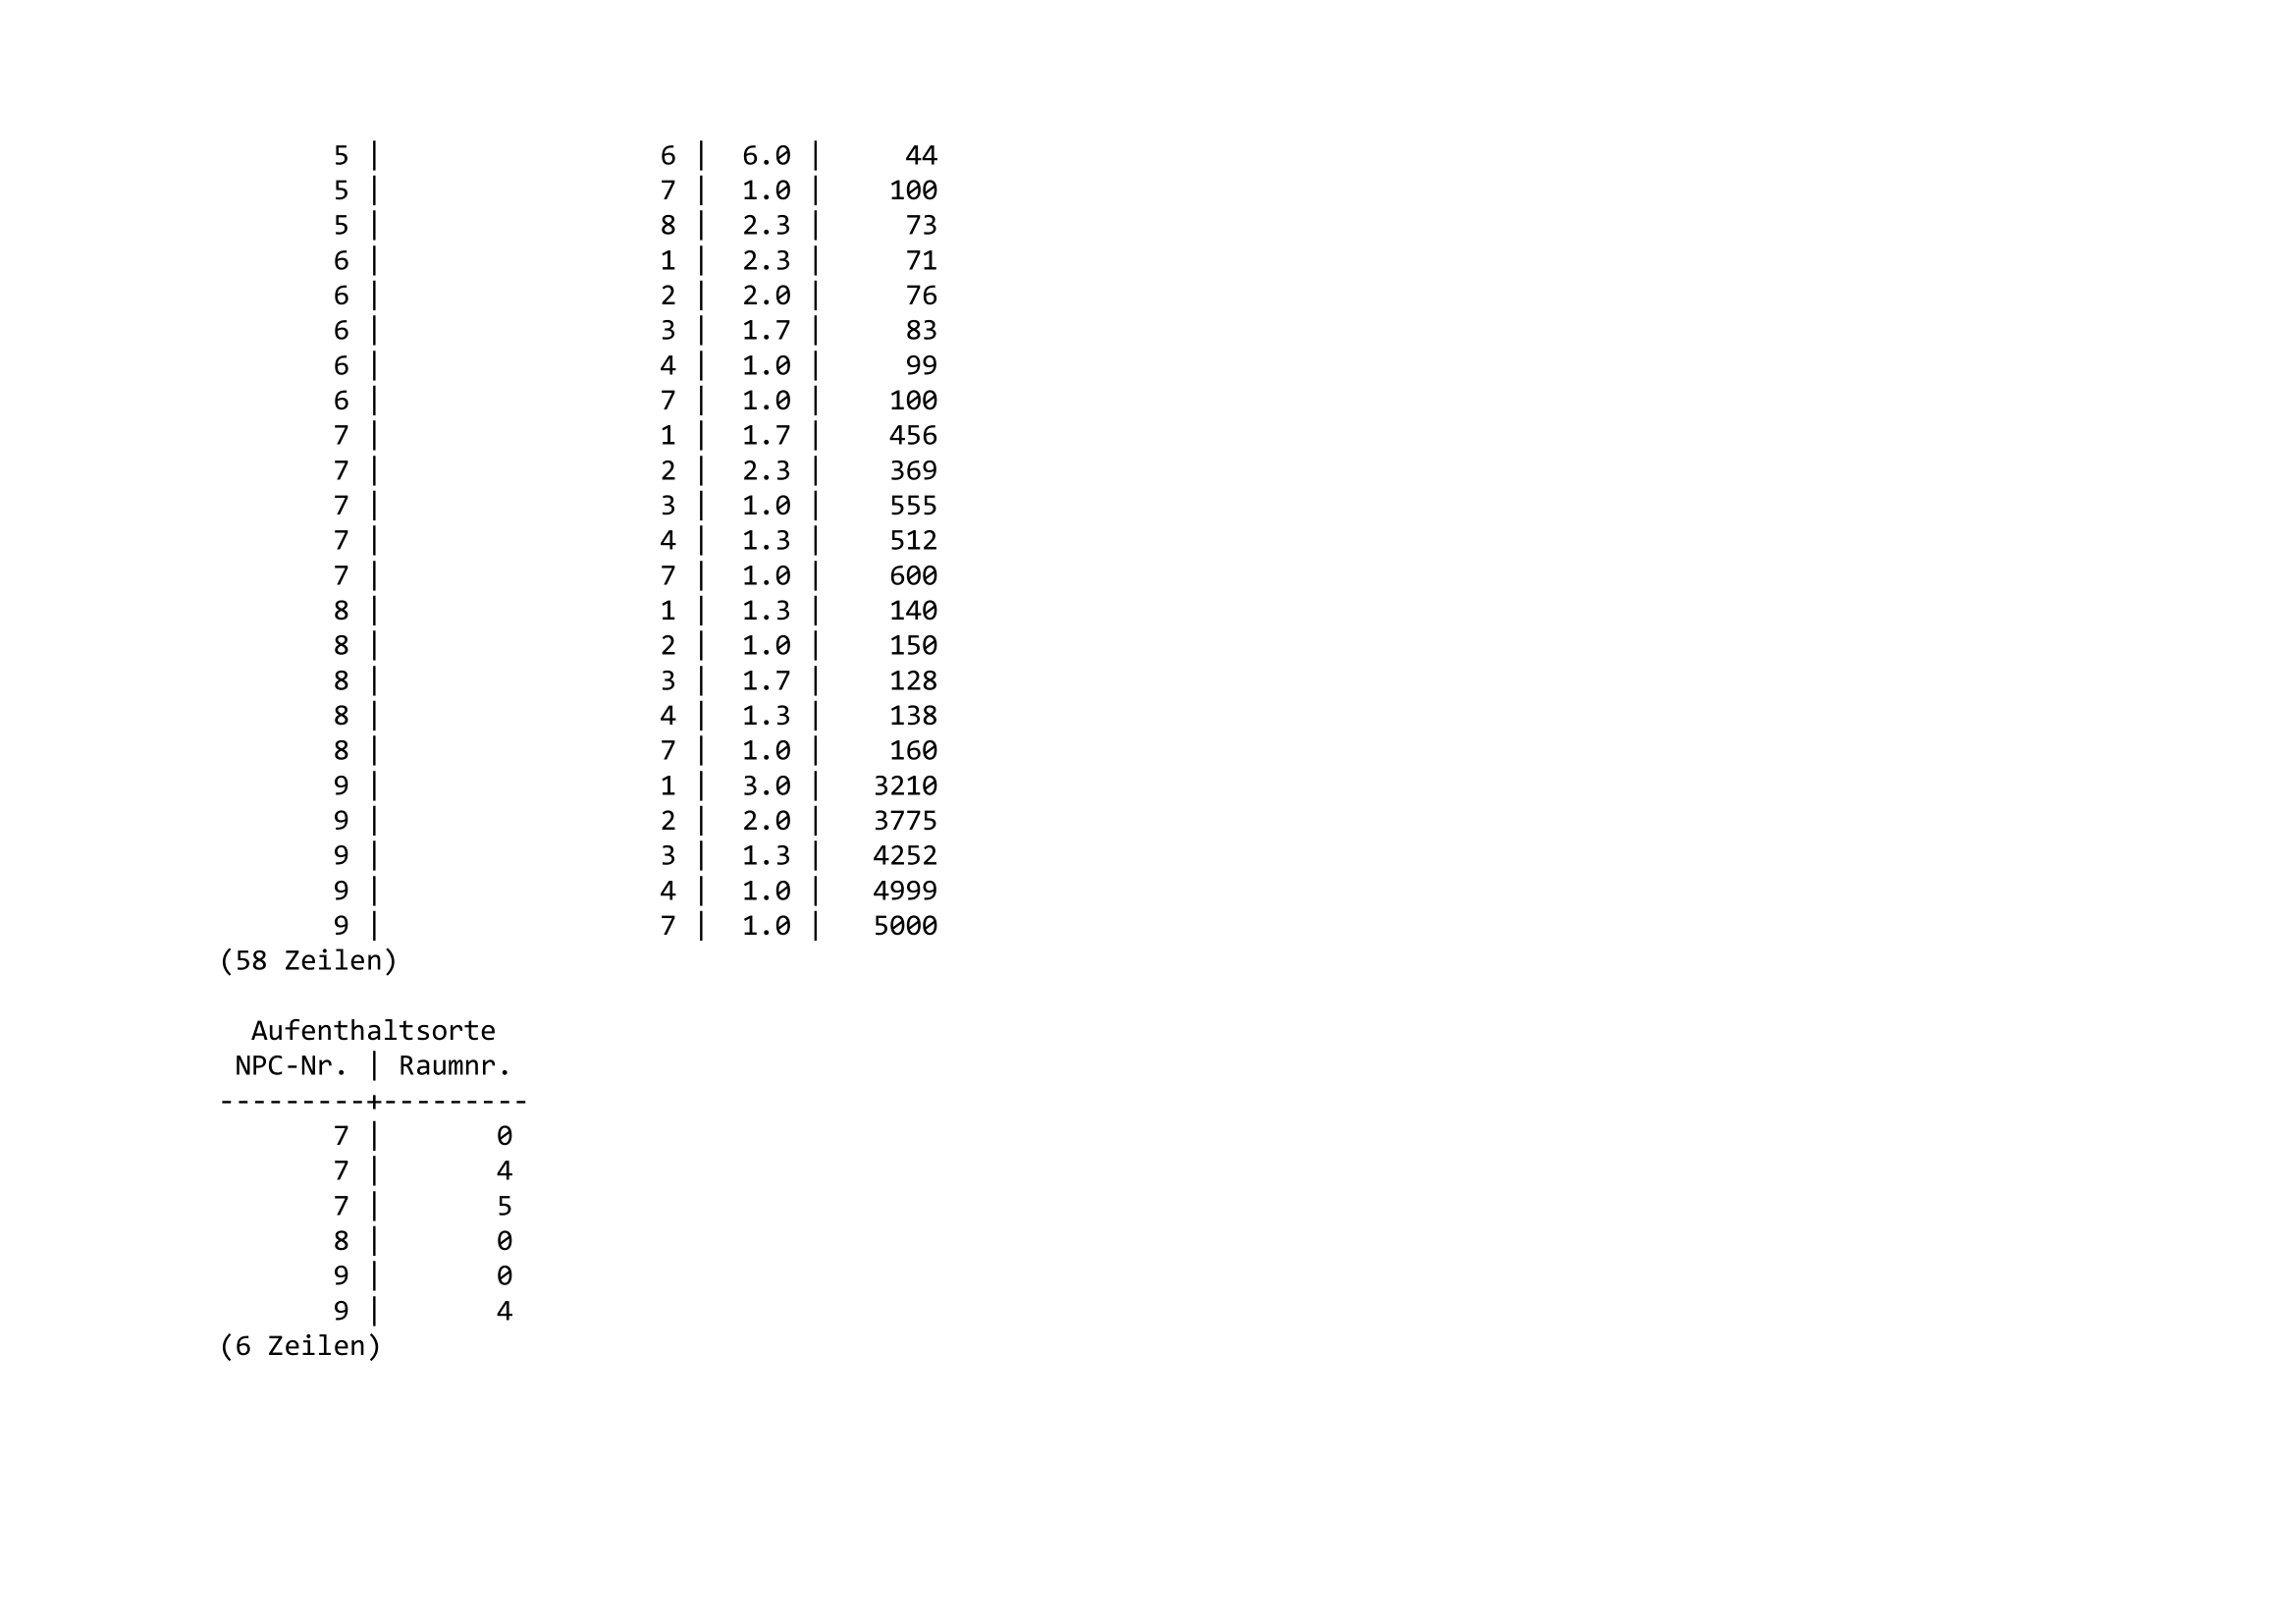 5 | 6 | 6.0 | 44
5 | 7 | 1.0 | 100
5 | 8 | 2.3 | 73
6 | 1 | 2.3 | 71
6 | 2 | 2.0 | 76
6 | 3 | 1.7 | 83
6 | 4 | 1.0 | 99
6 | 7 | 1.0 | 100
7 | 1 | 1.7 | 456
7 | 2 | 2.3 | 369
7 | 3 | 1.0 | 555
7 | 4 | 1.3 | 512
7 | 7 | 1.0 | 600
8 | 1 | 1.3 | 140
8 | 2 | 1.0 | 150
8 | 3 | 1.7 | 128
8 | 4 | 1.3 | 138
8 | 7 | 1.0 | 160
9 | 1 | 3.0 | 3210
9 | 2 | 2.0 | 3775
9 | 3 | 1.3 | 4252
9 | 4 | 1.0 | 4999
9 | 7 | 1.0 | 5000
(58 Zeilen)
Aufenthaltsorte
NPC-Nr. | Raumnr.
---------+---------
7 | 0
7 | 4
7 | 5
8 | 0
9 | 0
9 | 4
(6 Zeilen)